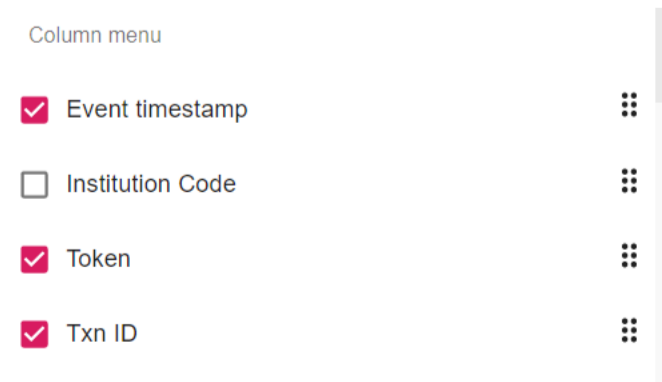 Column menu
Event timestamp
Institution Code
Token
Txn ID